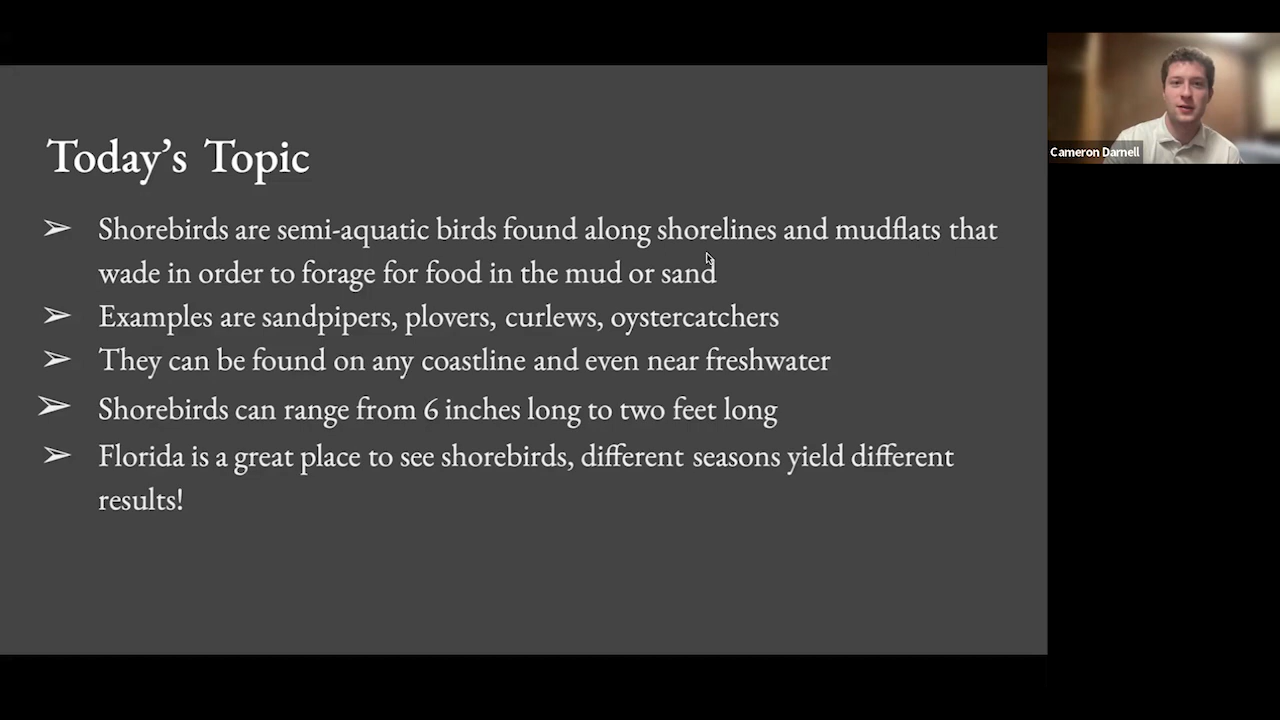 Today's Topic
➢ Shorebirds are semi-aquatic birds found along shorelines and mudflats that
wade in order to forage for food in the mud or sand
➢ Examples are sandpipers, plovers, curlews, oystercatchers
➢ They can be found on any coastline and even near freshwater
➢ Shorebirds can range from 6 inches long to two feet long
➢ Florida is a great place to see shorebirds, different seasons yield different
results!
Cameron Darnell